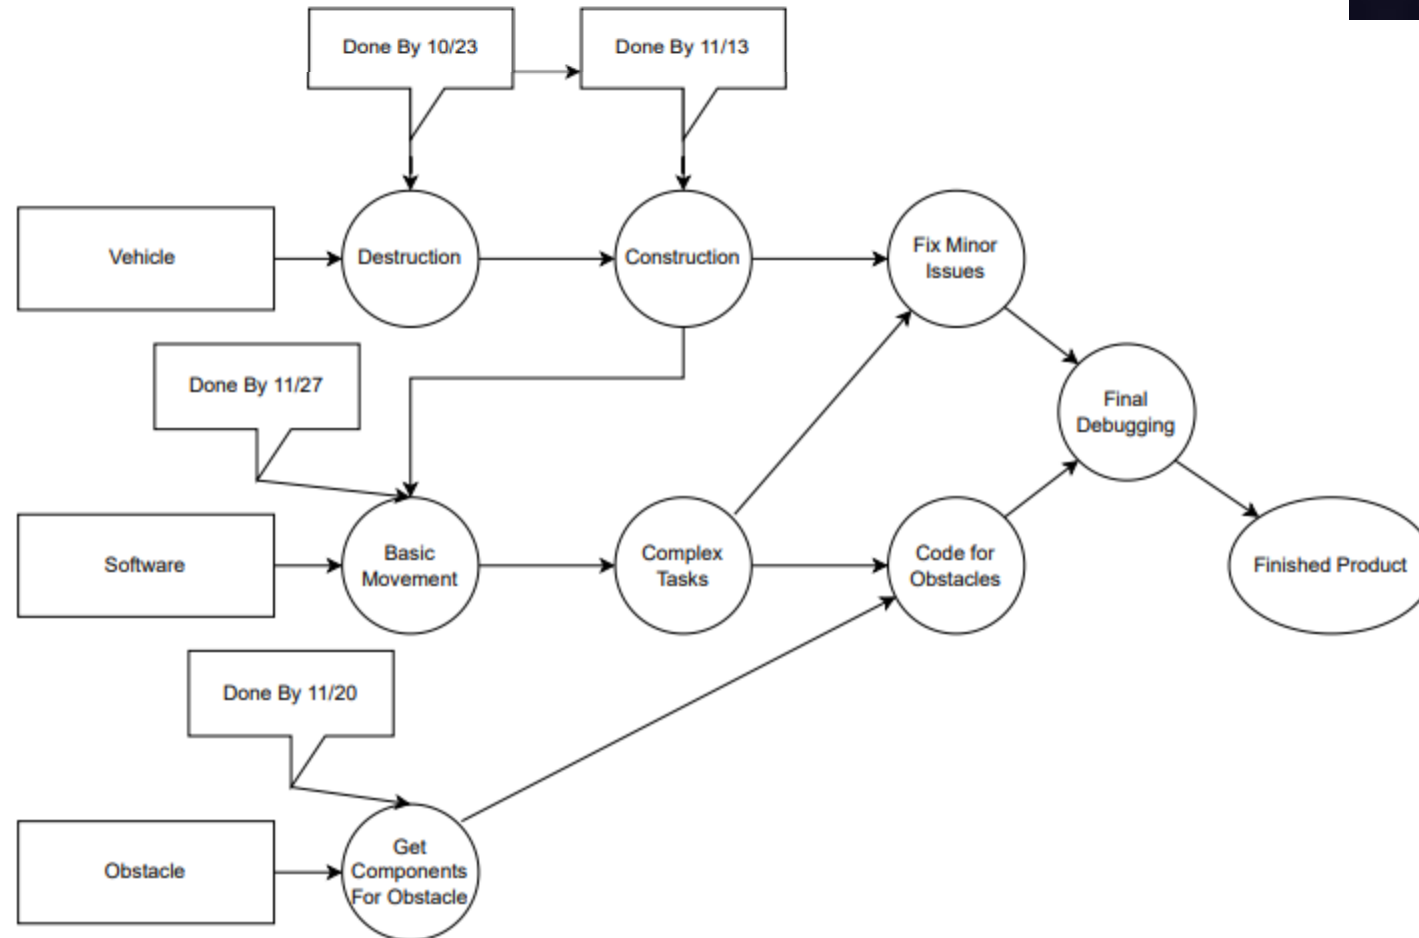 Done By 10/23
Done By 11/13
Vehicle
Destruction
Construction
Fix Minor
Issues
Done By 11/27
Final
Debugging
Software
Basic
Movement
Complex
Tasks
Code for
Obstacles
Finished Product
Done By 11/20
Obstacle
Get
Components
For Obstacle